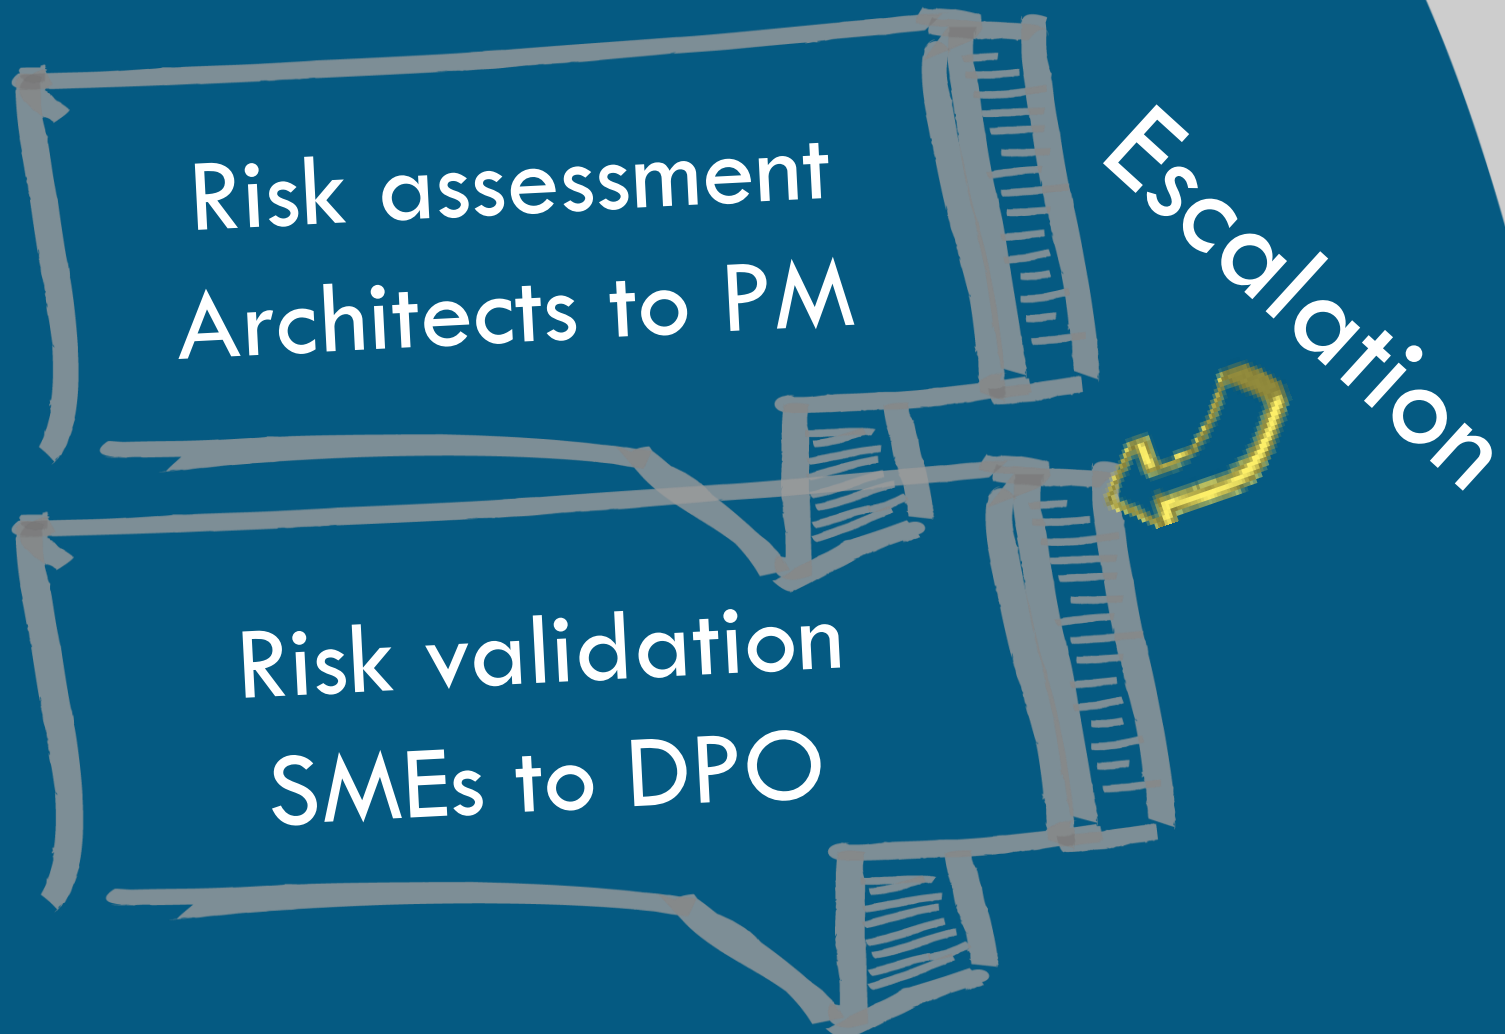 Risk assessment
Architects to PM
Escalation
Risk validation
SMEs to DPO